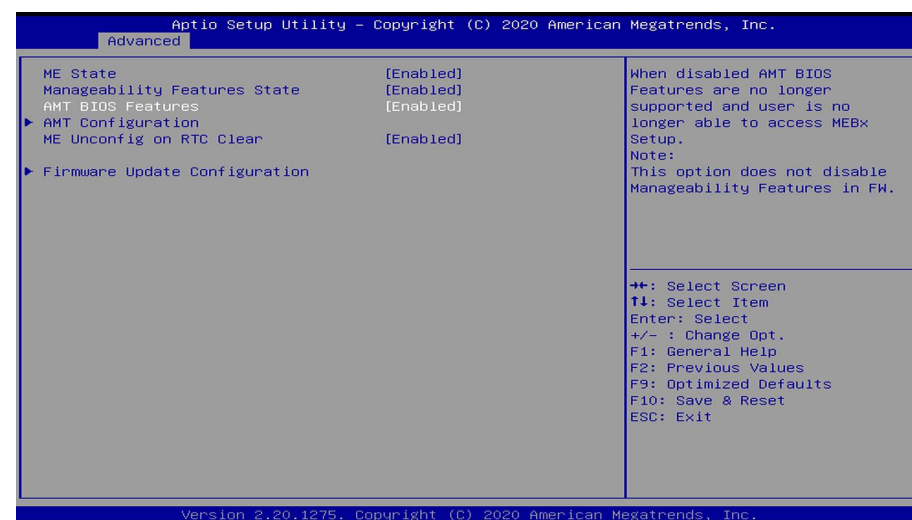 Aptio Setup Utility – Copyright (C) 2020 American Megatrends, Inc.
Advanced
ME State [Enabled]
Manageability Features State [Enabled]
AMT BIOS Features [Enabled]
▶ AMT Configuration
ME Unconfig on RTC Clear [Enabled]
▶ Firmware Update Configuration
When disabled AMT BIOS
Features are no longer
supported and user is no
longer able to access MEBx
Setup.
Note:
This option does not disable
Manageability Features in FW.
→←: Select Screen
↑↓: Select Item
Enter: Select
+/- : Change Opt.
F1: General Help
F2: Previous Values
F9: Optimized Defaults
F10: Save & Reset
ESC: Exit
Version 2.20.1275. Copyright (C) 2020 American Megatrends, Inc.